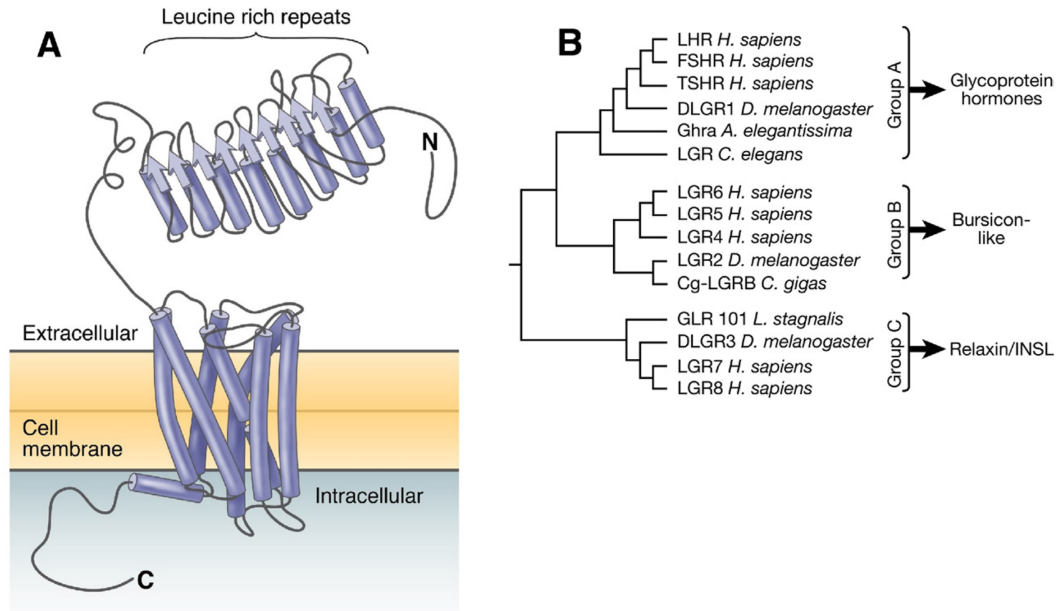 A
Leucine rich repeats
N
Extracellular
Cell
membrane
Intracellular
C
B
LHR H. sapiens
FSHR H. sapiens
TSHR H. sapiens
DLGR1 D. melanogaster
Ghra A. elegantissima
LGR C. elegans
Group A
Glycoprotein
hormones
LGR6 H. sapiens
LGR5 H. sapiens
LGR4 H. sapiens
LGR2 D. melanogaster
Cg-LGRB C. gigas
Group B
Bursicon-
like
GLR 101 L. stagnalis
DLGR3 D. melanogaster
LGR7 H. sapiens
LGR8 H. sapiens
Group C
Relaxin/INSL